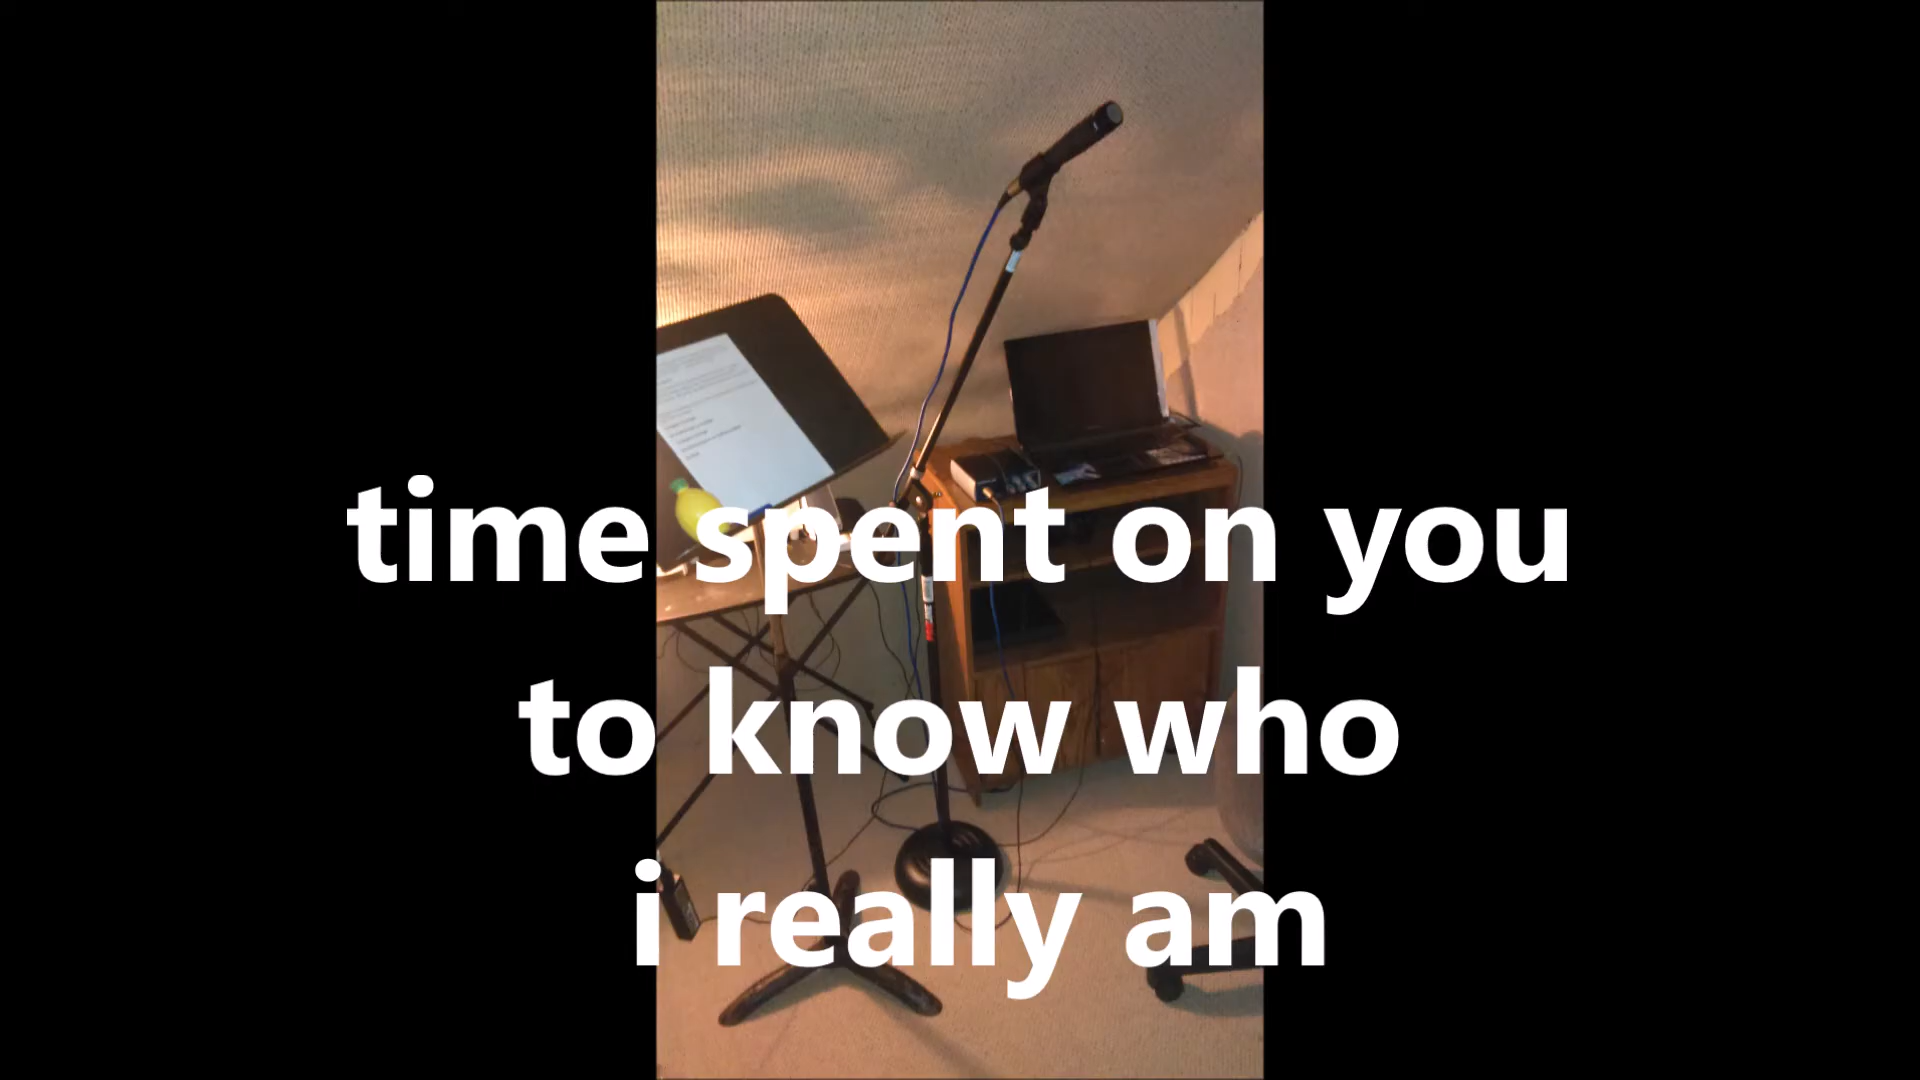 time spent on you
to know who
i really am